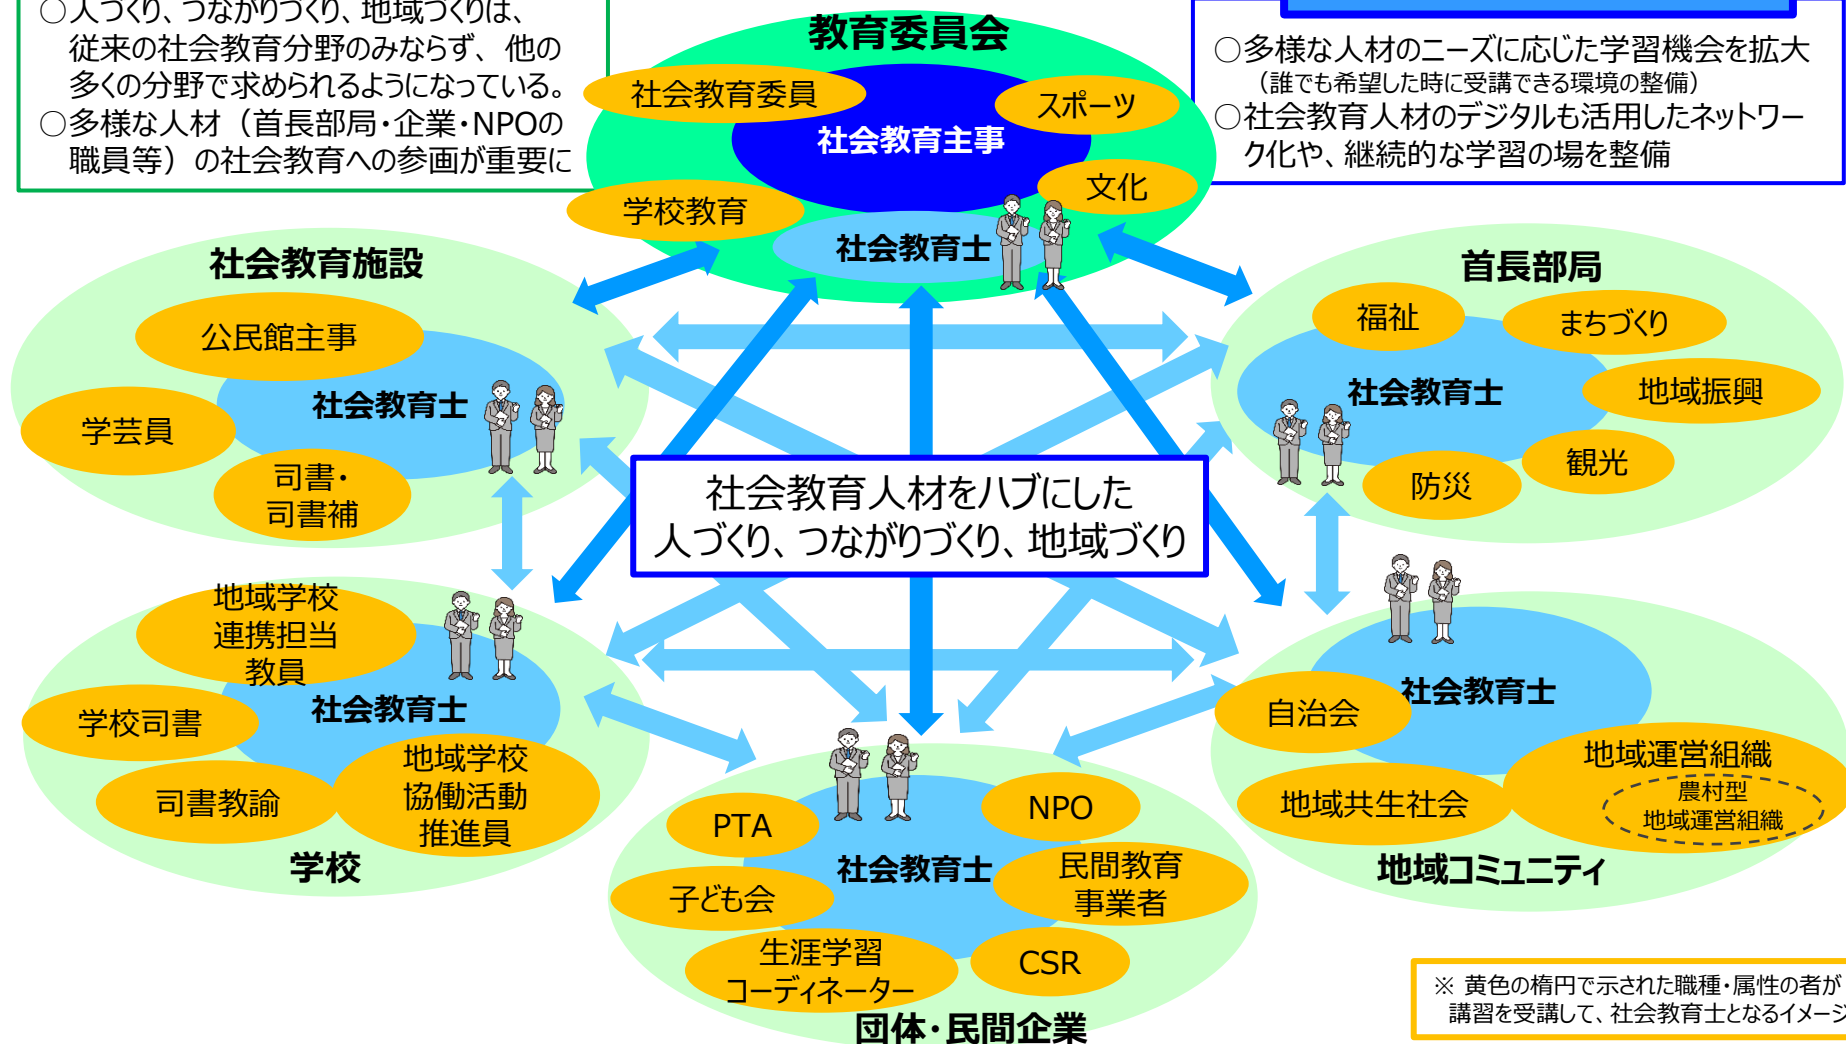 ○人づくり、つながりづくり、地域づくりは、
従来の社会教育分野のみならず、他の
多くの分野で求められるようになっている。
○多様な人材（首長部局・企業・NPOの
職員等）の社会教育への参画が重要に
○多様な人材のニーズに応じた学習機会を拡大
（誰でも希望した時に受講できる環境の整備）
○社会教育人材のデジタルも活用したネットワー
ク化や、継続的な学習の場を整備
教育委員会
社会教育委員
スポーツ
社会教育主事
文化
学校教育
社会教育士
社会教育施設
公民館主事
社会教育士
学芸員
司書・
司書補
首長部局
福祉
まちづくり
社会教育士
地域振興
観光
防災
社会教育人材をハブにした
人づくり、つながりづくり、地域づくり
地域学校
連携担当
教員
社会教育士
学校司書
地域学校
協働活動
推進員
司書教諭
学校
PTA
NPO
社会教育士
民間教育
事業者
子ども会
生涯学習
コーディネーター
CSR
団体・民間企業
社会教育士
自治会
地域運営組織
農村型
地域運営組織
地域共生社会
地域コミュニティ
※ 黄色の楕円で示された職種・属性の者が
講習を受講して、社会教育士となるイメージ